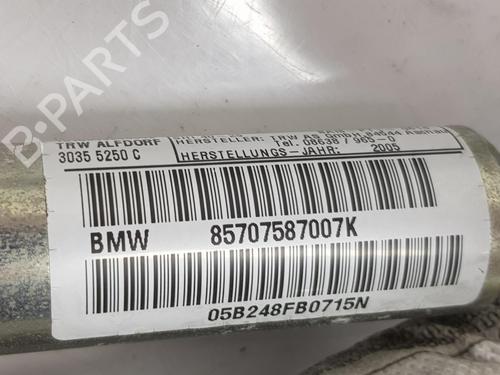 B-PARTS
TRW ALFDORF
3035 5250 C
HERSTELLER: TRW AS GmbH, 84544 Aschau
Tel. 08638 / 965-0
HERSTELLUNGS - JAHR: 2005
BMW 85707587007K
05B248FB0715N